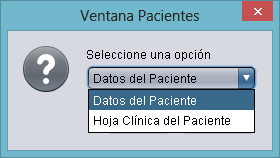 Ventana Pacientes
Seleccione una opción
Datos del Paciente
Datos del Paciente
Hoja Clínica del Paciente